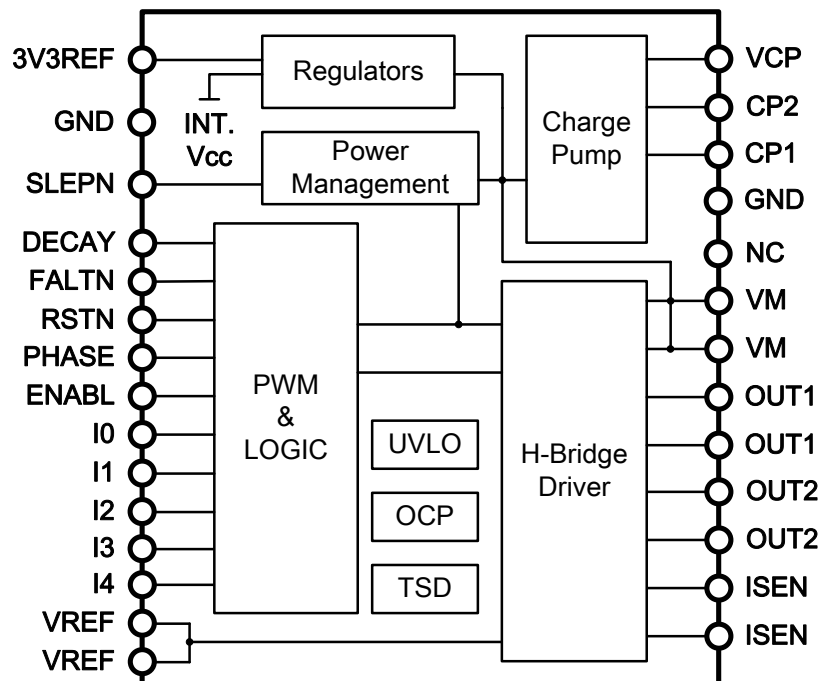 3V3REF
GND
SLEPN
DECAY
FALTN
RSTN
PHASE
ENABL
I0
I1
I2
I3
I4
VREF
VREF
Regulators
INT.
Vcc
Power
Management
PWM
&
LOGIC
UVLO
OCP
TSD
Charge
Pump
H-Bridge
Driver
VCP
CP2
CP1
GND
NC
VM
VM
OUT1
OUT1
OUT2
OUT2
ISEN
ISEN